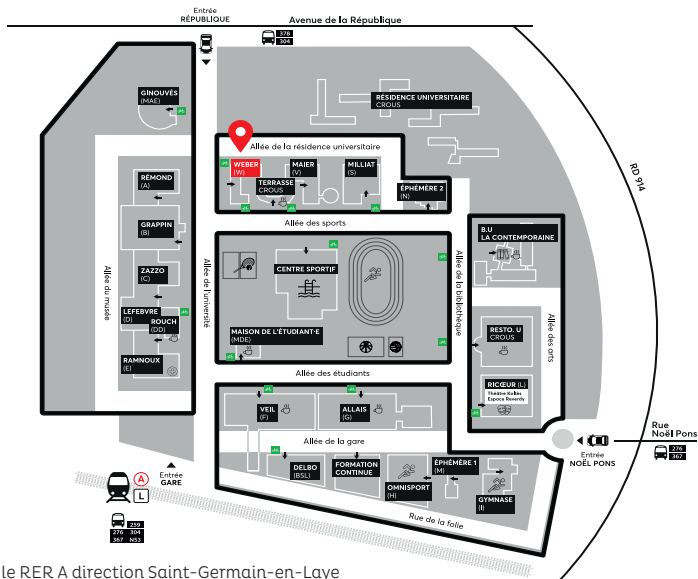 Entrée
RÉPUBLIQUE
Avenue de la République
378
304
GINOUVÈS
(MAE)
RÉSIDENCE UNIVERSITAIRE
CROUS
RD 914
Allée de la résidence universitaire
WEBER
(W)
MAIER
(V)
MILLIAT
(S)
TERRASSE
CROUS
ÉPHÉMÈRE 2
(N)
RÉMOND
(A)
GRAPPIN
(B)
Allée des sports
B.U
LA CONTEMPORAINE
ZAZZO
(C)
CENTRE SPORTIF
Allée du musée
Allée de l'université
Allée de la bibliothèque
LEFEBVRE
(D)
ROUCH
(DD)
RAMNOUX
(E)
MAISON DE L'ÉTUDIANT·E
(MDE)
RESTO. U
CROUS
Allée des arts
Allée des étudiants
RICŒUR (L)
Théâtre Koltès
Espace Reverdy
VEIL
(F)
ALLAIS
(G)
Allée de la gare
Rue
Noël Pons
276
367
Entrée
NOËL PONS
DELBO
(BSL)
FORMATION
CONTINUE
ÉPHÉMÈRE 1
(M)
OMNISPORT
(H)
GYMNASE
(I)
Entrée
GARE
A
L
Rue de la folie
259
276 304
367 N53
le RER A direction Saint-Germain-en-Laye